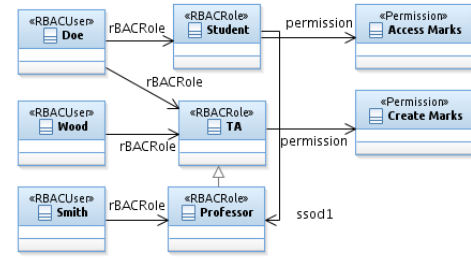 «RBACUser»
Doe
rBACRole
«RBACRole»
Student
permission
«Permission»
Access Marks
rBACRole
«RBACUser»
Wood
rBACRole
«RBACRole»
TA
permission
«Permission»
Create Marks
«RBACUser»
Smith
rBACRole
«RBACRole»
Professor
ssod1